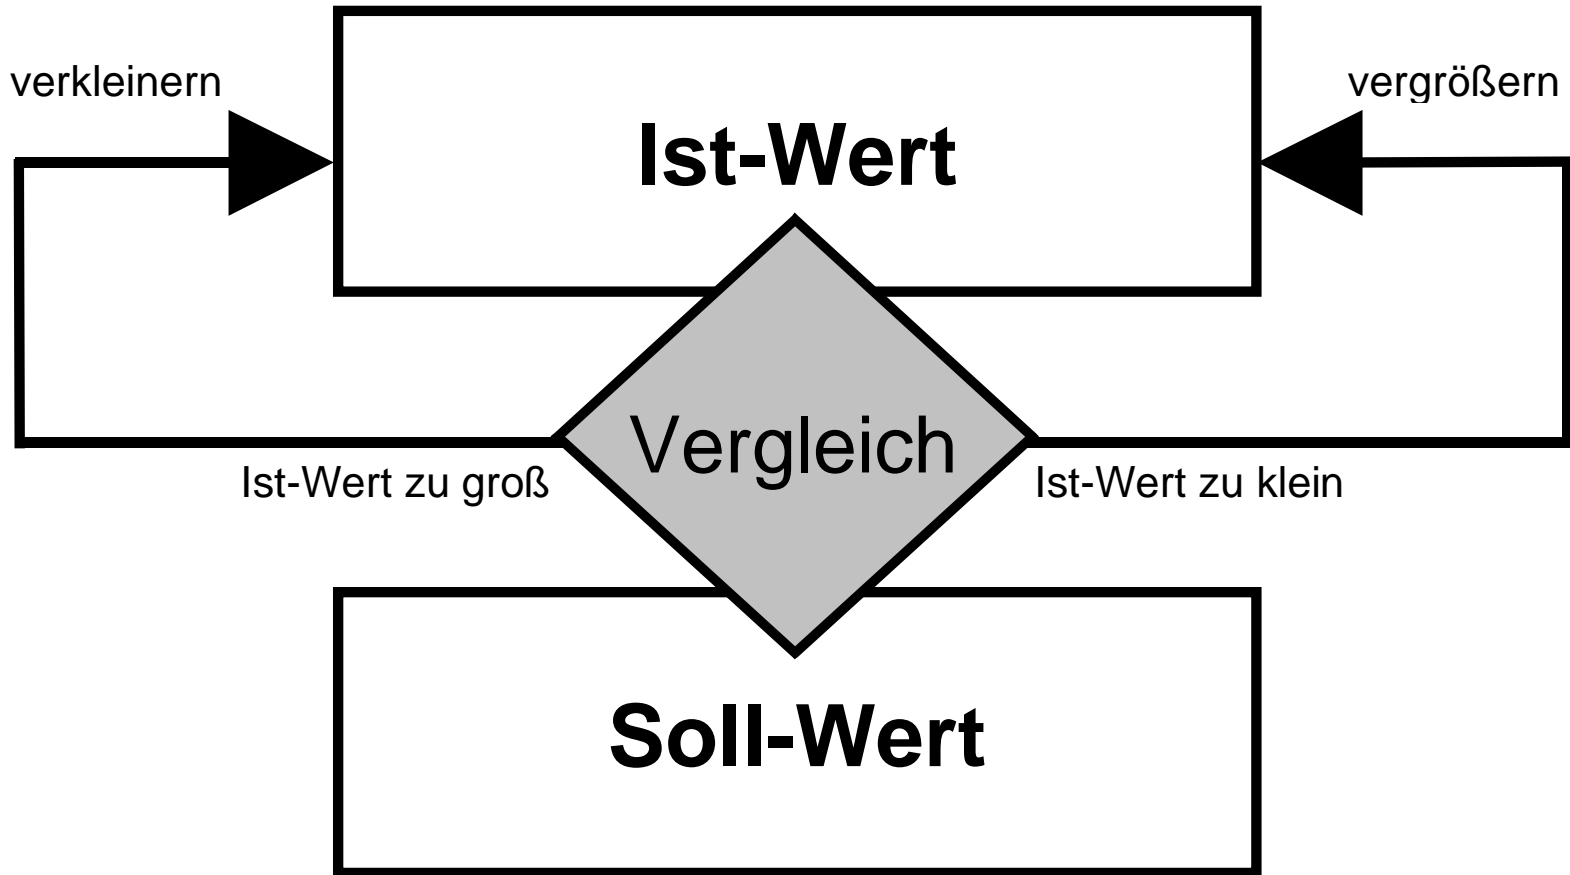 verkleinern
vergrößern
Ist-Wert
Vergleich
Ist-Wert zu groß
Ist-Wert zu klein
Soll-Wert